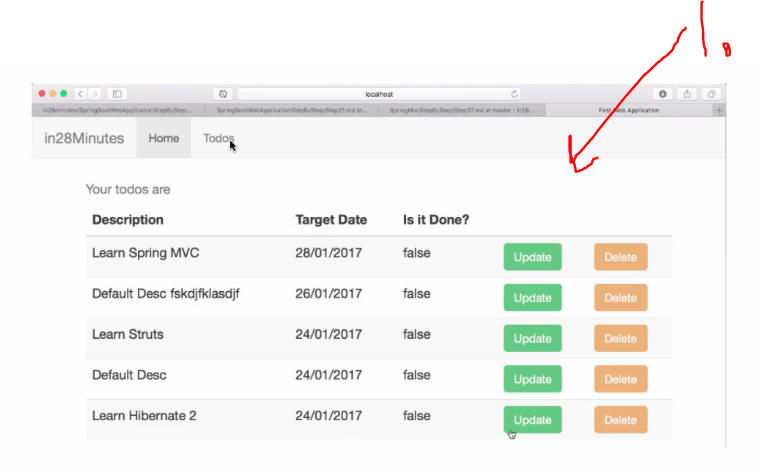 1.
localhost
in28minutes/SpringBootWebApplicationStepByStep... SpringBootWebApplicationStepByStep/Step21.md at... SpringMvcStepByStep/Step37.md at master · in28... First Web Application
in28Minutes Home Todos
Your todos are
Description Target Date Is it Done?
Learn Spring MVC 28/01/2017 false Update Delete
Default Desc fskdjfklasdjf 26/01/2017 false Update Delete
Learn Struts 24/01/2017 false Update Delete
Default Desc 24/01/2017 false Update Delete
Learn Hibernate 2 24/01/2017 false Update Delete